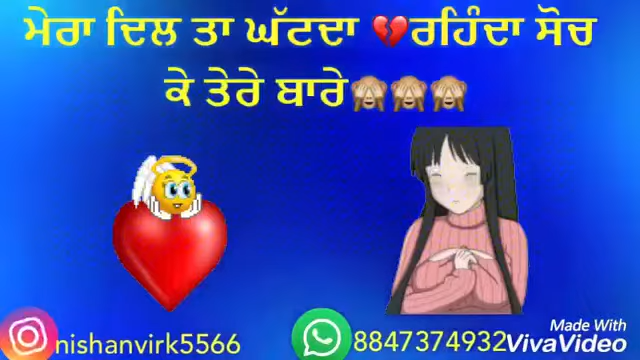 ਮੇਰਾ ਦਿਲ ਤਾ ਘੱਟਦਾ 💔ਰਹਿੰਦਾ ਸੋਚ
ਕੇ ਤੇਰੇ ਬਾਰੇ🙈🙈🙈
nishanvirk5566
8847374932
Made With
VivaVideo